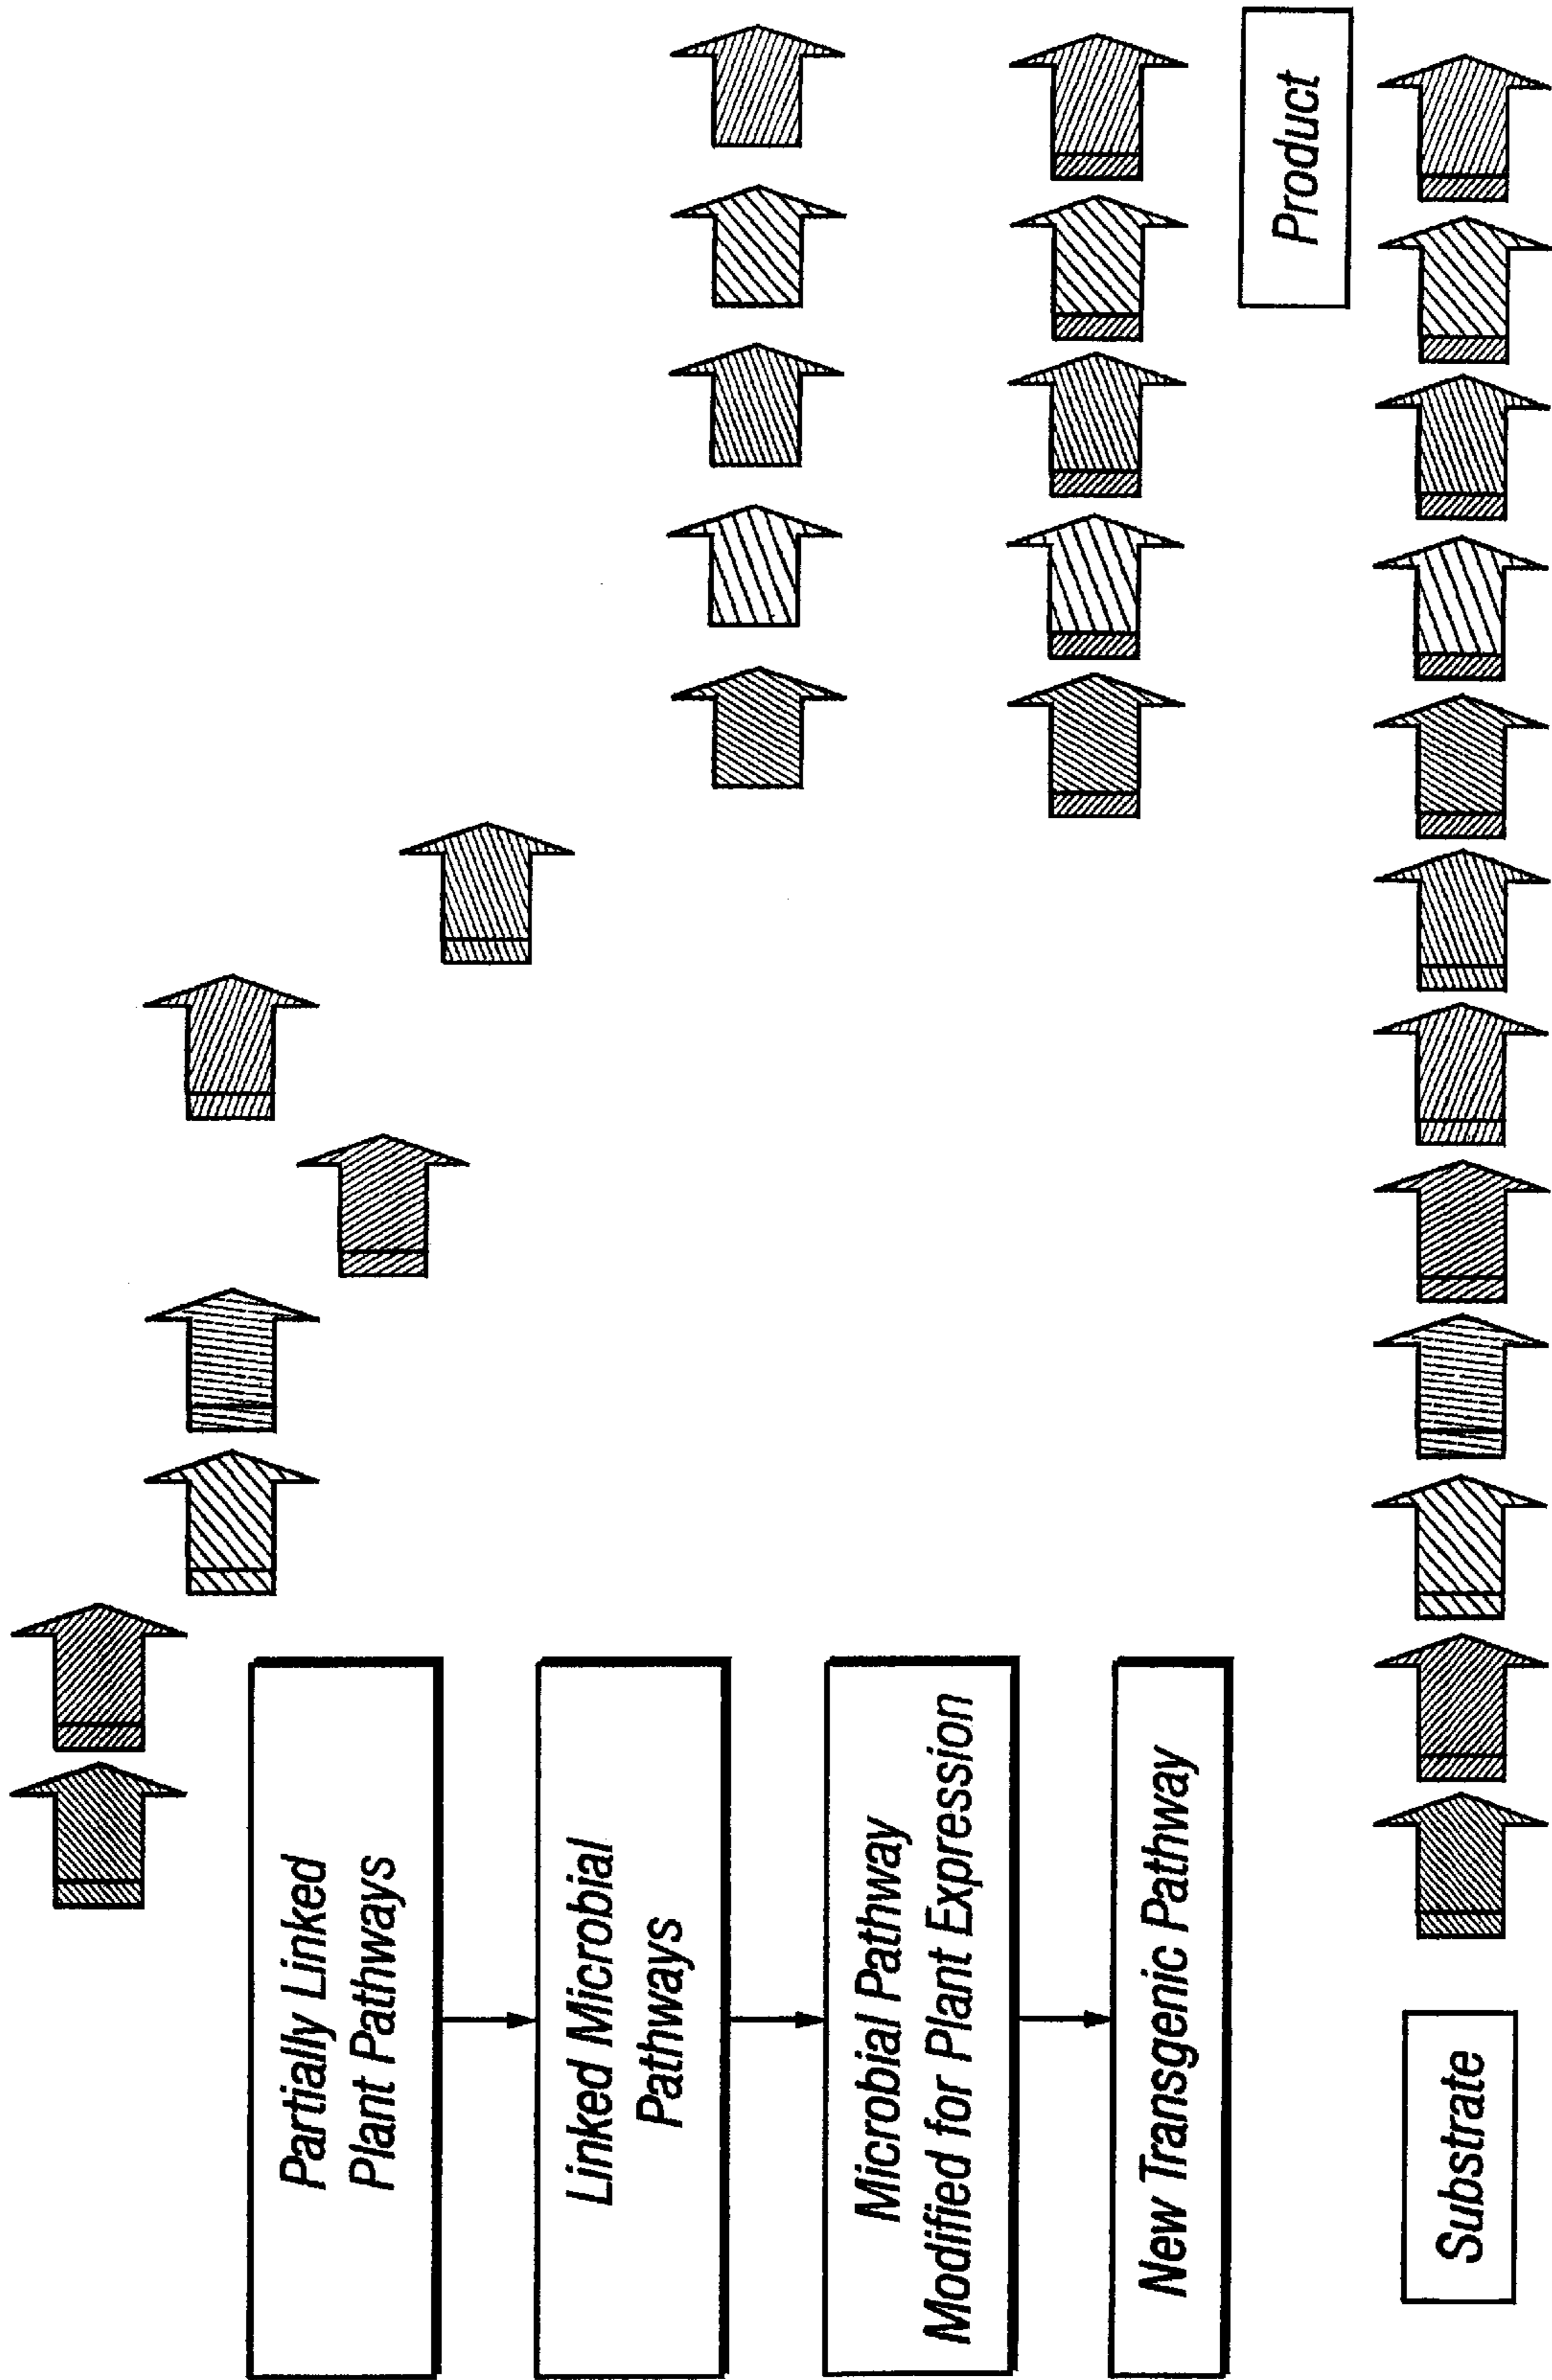 Partially Linked
Plant Pathways
Linked Microbial
Pathways
Microbial Pathway
Modified for Plant Expression
New Transgenic Pathway
Product
Substrate